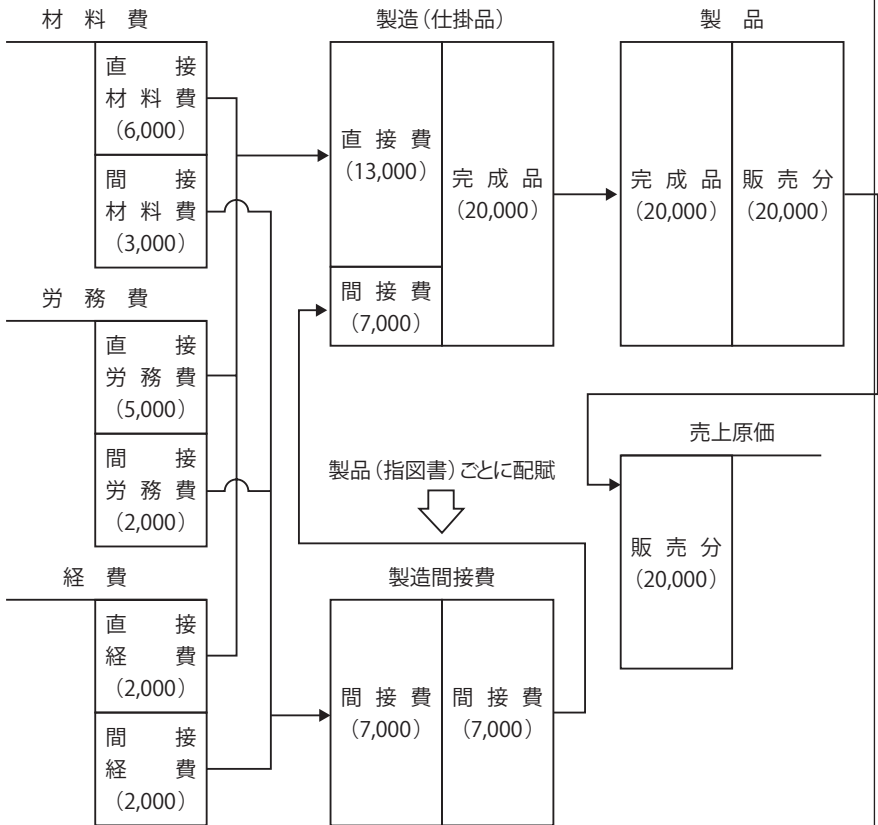 材料費
直接
材料費
（6,000）
間接
材料費
（3,000）
労務費
直接
労務費
（5,000）
間接
労務費
（2,000）
経費
直接
経費
（2,000）
間接
経費
（2,000）
製造（仕掛品）
直接費
（13,000）
間接費
（7,000）
完成品
（20,000）
製品（指図書）ごとに配賦
製造間接費
間接費
（7,000）
間接費
（7,000）
製品
完成品
（20,000）
販売分
（20,000）
売上原価
販売分
（20,000）